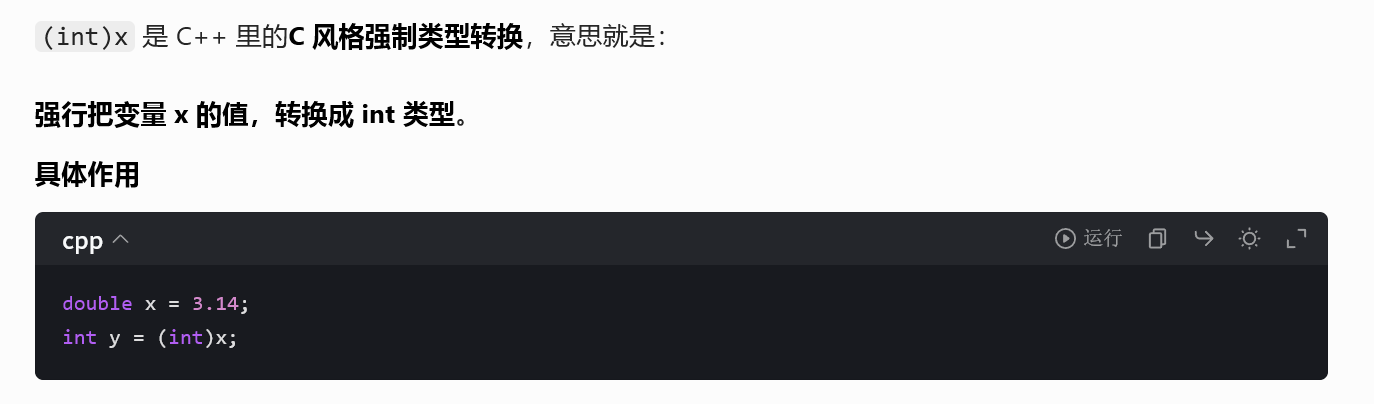 (int)x 是 C++ 里的C 风格强制类型转换，意思就是：
强行把变量 x 的值，转换成 int 类型。
具体作用
cpp 运行
double x = 3.14;
int y = (int)x;